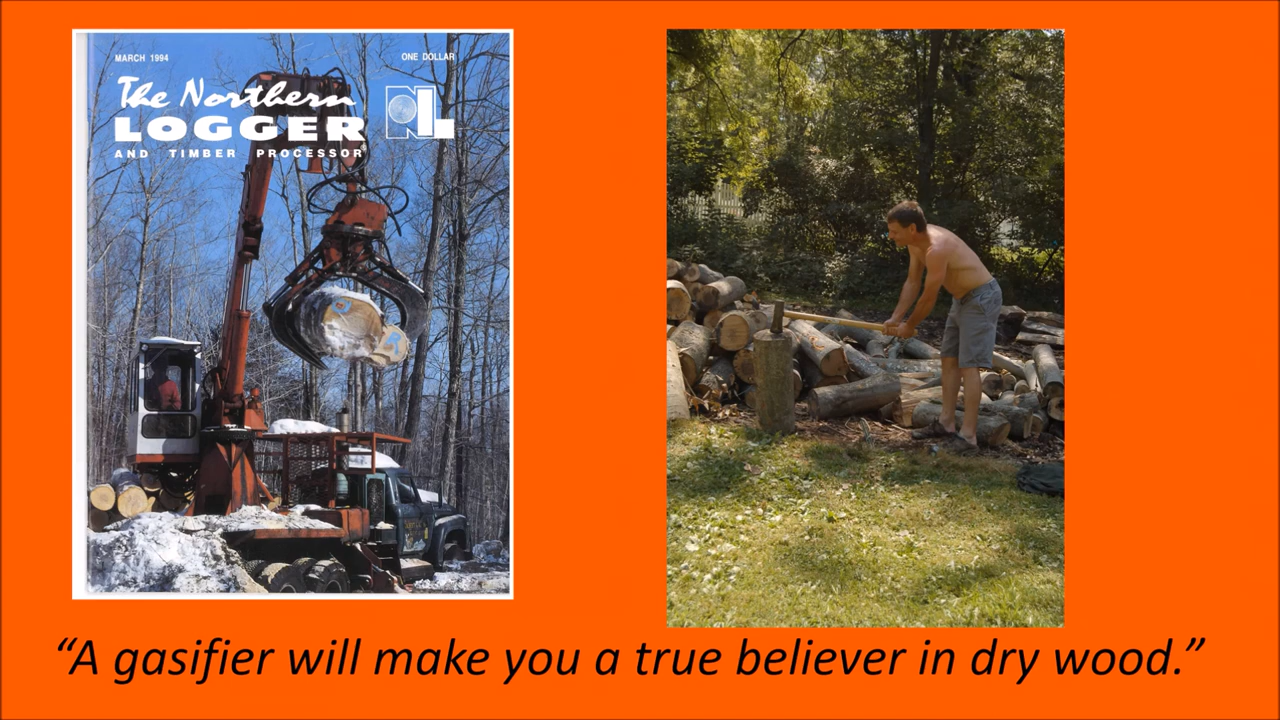 MARCH 1994
ONE DOLLAR
The Northern
LOGGER
NL
AND TIMBER PROCESSOR
“A gasifier will make you a true believer in dry wood.”